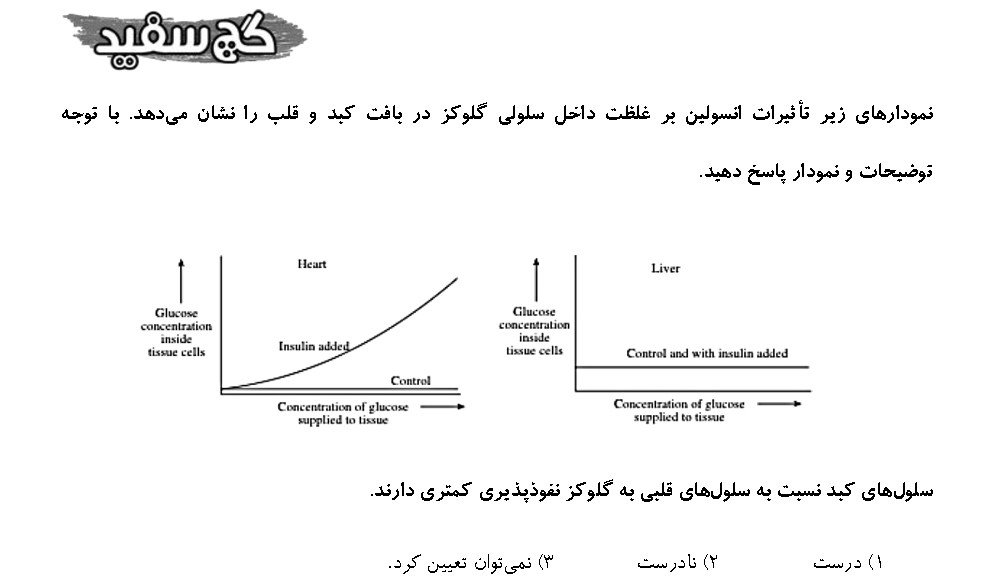 گچ سفید
نمودارهای زیر تأثیرات انسولین بر غلظت داخل سلولی گلوکز در بافت کبد و قلب را نشان می‌دهد. با توجه
توضیحات و نمودار پاسخ دهید.
Heart
Glucose
concentration
inside
tissue cells
Insulin added
Control
Concentration of glucose
supplied to tissue
Liver
Glucose
concentration
inside
tissue cells
Control and with insulin added
Concentration of glucose
supplied to tissue
سلول‌های کبد نسبت به سلول‌های قلبی به گلوکز نفوذپذیری کمتری دارند.
۱) درست ۲) نادرست ۳) نمی‌توان تعیین کرد.